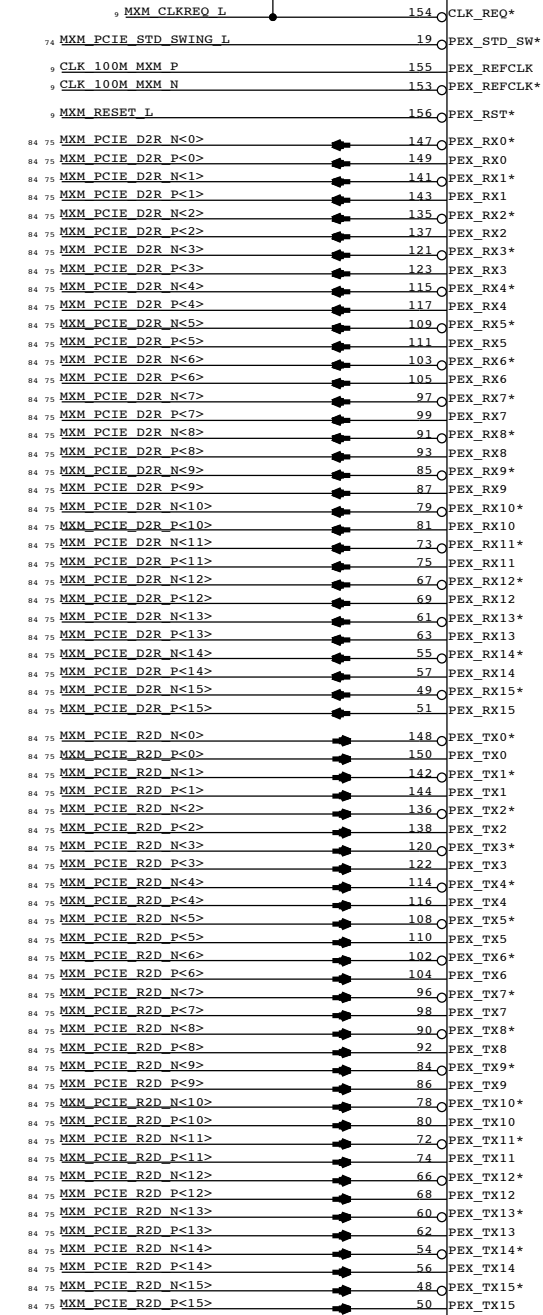 9 MXM_CLKREQ_L 154 CLK_REQ*
74 MXM_PCIE_STD_SWING_L 19 PEX_STD_SW*
9 CLK_100M_MXM_P 155 PEX_REFCLK
9 CLK_100M_MXM_N 153 PEX_REFCLK*
9 MXM_RESET_L 156 PEX_RST*
84 75 MXM_PCIE_D2R_N<0> 147 PEX_RX0*
84 75 MXM_PCIE_D2R_P<0> 149 PEX_RX0
84 75 MXM_PCIE_D2R_N<1> 141 PEX_RX1*
84 75 MXM_PCIE_D2R_P<1> 143 PEX_RX1
84 75 MXM_PCIE_D2R_N<2> 135 PEX_RX2*
84 75 MXM_PCIE_D2R_P<2> 137 PEX_RX2
84 75 MXM_PCIE_D2R_N<3> 121 PEX_RX3*
84 75 MXM_PCIE_D2R_P<3> 123 PEX_RX3
84 75 MXM_PCIE_D2R_N<4> 115 PEX_RX4*
84 75 MXM_PCIE_D2R_P<4> 117 PEX_RX4
84 75 MXM_PCIE_D2R_N<5> 109 PEX_RX5*
84 75 MXM_PCIE_D2R_P<5> 111 PEX_RX5
84 75 MXM_PCIE_D2R_N<6> 103 PEX_RX6*
84 75 MXM_PCIE_D2R_P<6> 105 PEX_RX6
84 75 MXM_PCIE_D2R_N<7> 97 PEX_RX7*
84 75 MXM_PCIE_D2R_P<7> 99 PEX_RX7
84 75 MXM_PCIE_D2R_N<8> 91 PEX_RX8*
84 75 MXM_PCIE_D2R_P<8> 93 PEX_RX8
84 75 MXM_PCIE_D2R_N<9> 85 PEX_RX9*
84 75 MXM_PCIE_D2R_P<9> 87 PEX_RX9
84 75 MXM_PCIE_D2R_N<10> 79 PEX_RX10*
84 75 MXM_PCIE_D2R_P<10> 81 PEX_RX10
84 75 MXM_PCIE_D2R_N<11> 73 PEX_RX11*
84 75 MXM_PCIE_D2R_P<11> 75 PEX_RX11
84 75 MXM_PCIE_D2R_N<12> 67 PEX_RX12*
84 75 MXM_PCIE_D2R_P<12> 69 PEX_RX12
84 75 MXM_PCIE_D2R_N<13> 61 PEX_RX13*
84 75 MXM_PCIE_D2R_P<13> 63 PEX_RX13
84 75 MXM_PCIE_D2R_N<14> 55 PEX_RX14*
84 75 MXM_PCIE_D2R_P<14> 57 PEX_RX14
84 75 MXM_PCIE_D2R_N<15> 49 PEX_RX15*
84 75 MXM_PCIE_D2R_P<15> 51 PEX_RX15
84 75 MXM_PCIE_R2D_N<0> 148 PEX_TX0*
84 75 MXM_PCIE_R2D_P<0> 150 PEX_TX0
84 75 MXM_PCIE_R2D_N<1> 142 PEX_TX1*
84 75 MXM_PCIE_R2D_P<1> 144 PEX_TX1
84 75 MXM_PCIE_R2D_N<2> 136 PEX_TX2*
84 75 MXM_PCIE_R2D_P<2> 138 PEX_TX2
84 75 MXM_PCIE_R2D_N<3> 120 PEX_TX3*
84 75 MXM_PCIE_R2D_P<3> 122 PEX_TX3
84 75 MXM_PCIE_R2D_N<4> 114 PEX_TX4*
84 75 MXM_PCIE_R2D_P<4> 116 PEX_TX4
84 75 MXM_PCIE_R2D_N<5> 108 PEX_TX5*
84 75 MXM_PCIE_R2D_P<5> 110 PEX_TX5
84 75 MXM_PCIE_R2D_N<6> 102 PEX_TX6*
84 75 MXM_PCIE_R2D_P<6> 104 PEX_TX6
84 75 MXM_PCIE_R2D_N<7> 96 PEX_TX7*
84 75 MXM_PCIE_R2D_P<7> 98 PEX_TX7
84 75 MXM_PCIE_R2D_N<8> 90 PEX_TX8*
84 75 MXM_PCIE_R2D_P<8> 92 PEX_TX8
84 75 MXM_PCIE_R2D_N<9> 84 PEX_TX9*
84 75 MXM_PCIE_R2D_P<9> 86 PEX_TX9
84 75 MXM_PCIE_R2D_N<10> 78 PEX_TX10*
84 75 MXM_PCIE_R2D_P<10> 80 PEX_TX10
84 75 MXM_PCIE_R2D_N<11> 72 PEX_TX11*
84 75 MXM_PCIE_R2D_P<11> 74 PEX_TX11
84 75 MXM_PCIE_R2D_N<12> 66 PEX_TX12*
84 75 MXM_PCIE_R2D_P<12> 68 PEX_TX12
84 75 MXM_PCIE_R2D_N<13> 60 PEX_TX13*
84 75 MXM_PCIE_R2D_P<13> 62 PEX_TX13
84 75 MXM_PCIE_R2D_N<14> 54 PEX_TX14*
84 75 MXM_PCIE_R2D_P<14> 56 PEX_TX14
84 75 MXM_PCIE_R2D_N<15> 48 PEX_TX15*
84 75 MXM_PCIE_R2D_P<15> 50 PEX_TX15